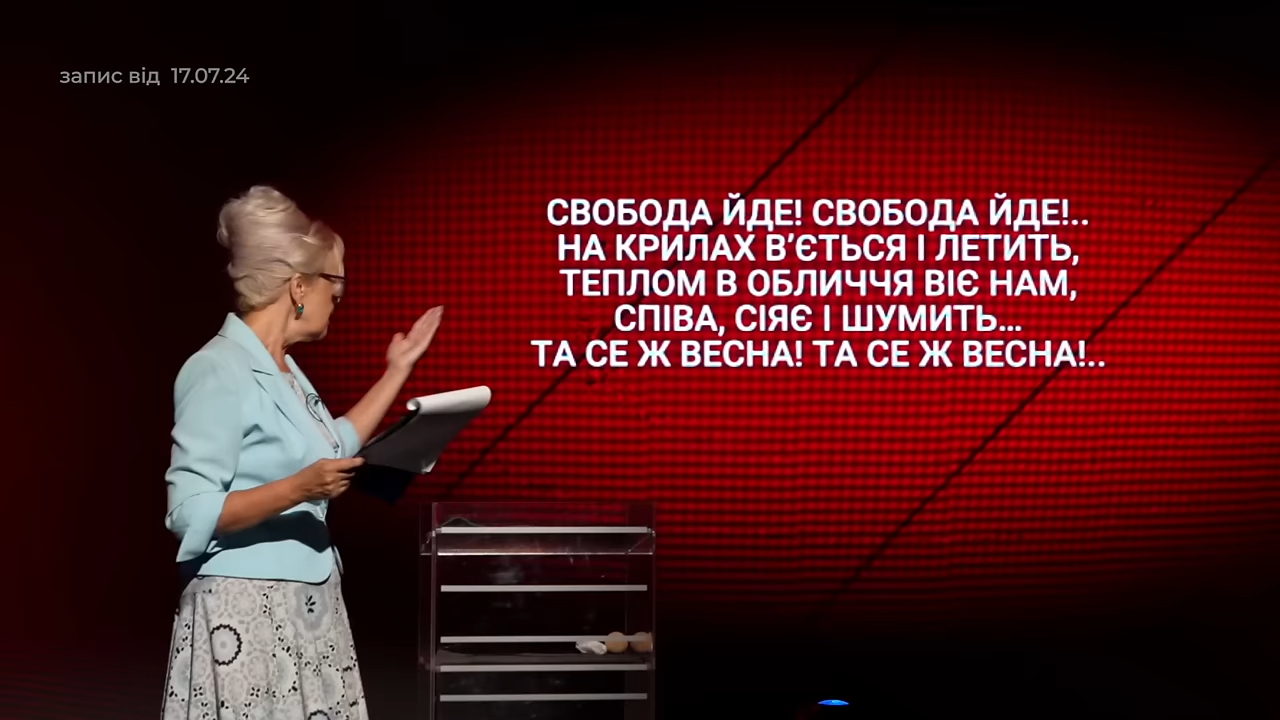 запис від 17.07.24
СВОБОДА ЙДЕ! СВОБОДА ЙДЕ!..
НА КРИЛАХ В’ЄТЬСЯ І ЛЕТИТЬ,
ТЕПЛОМ В ОБЛИЧЧЯ ВІЄ НАМ,
СПІВА, СІЯЄ І ШУМИТЬ...
ТА СЕ Ж ВЕСНА! ТА СЕ Ж ВЕСНА!..